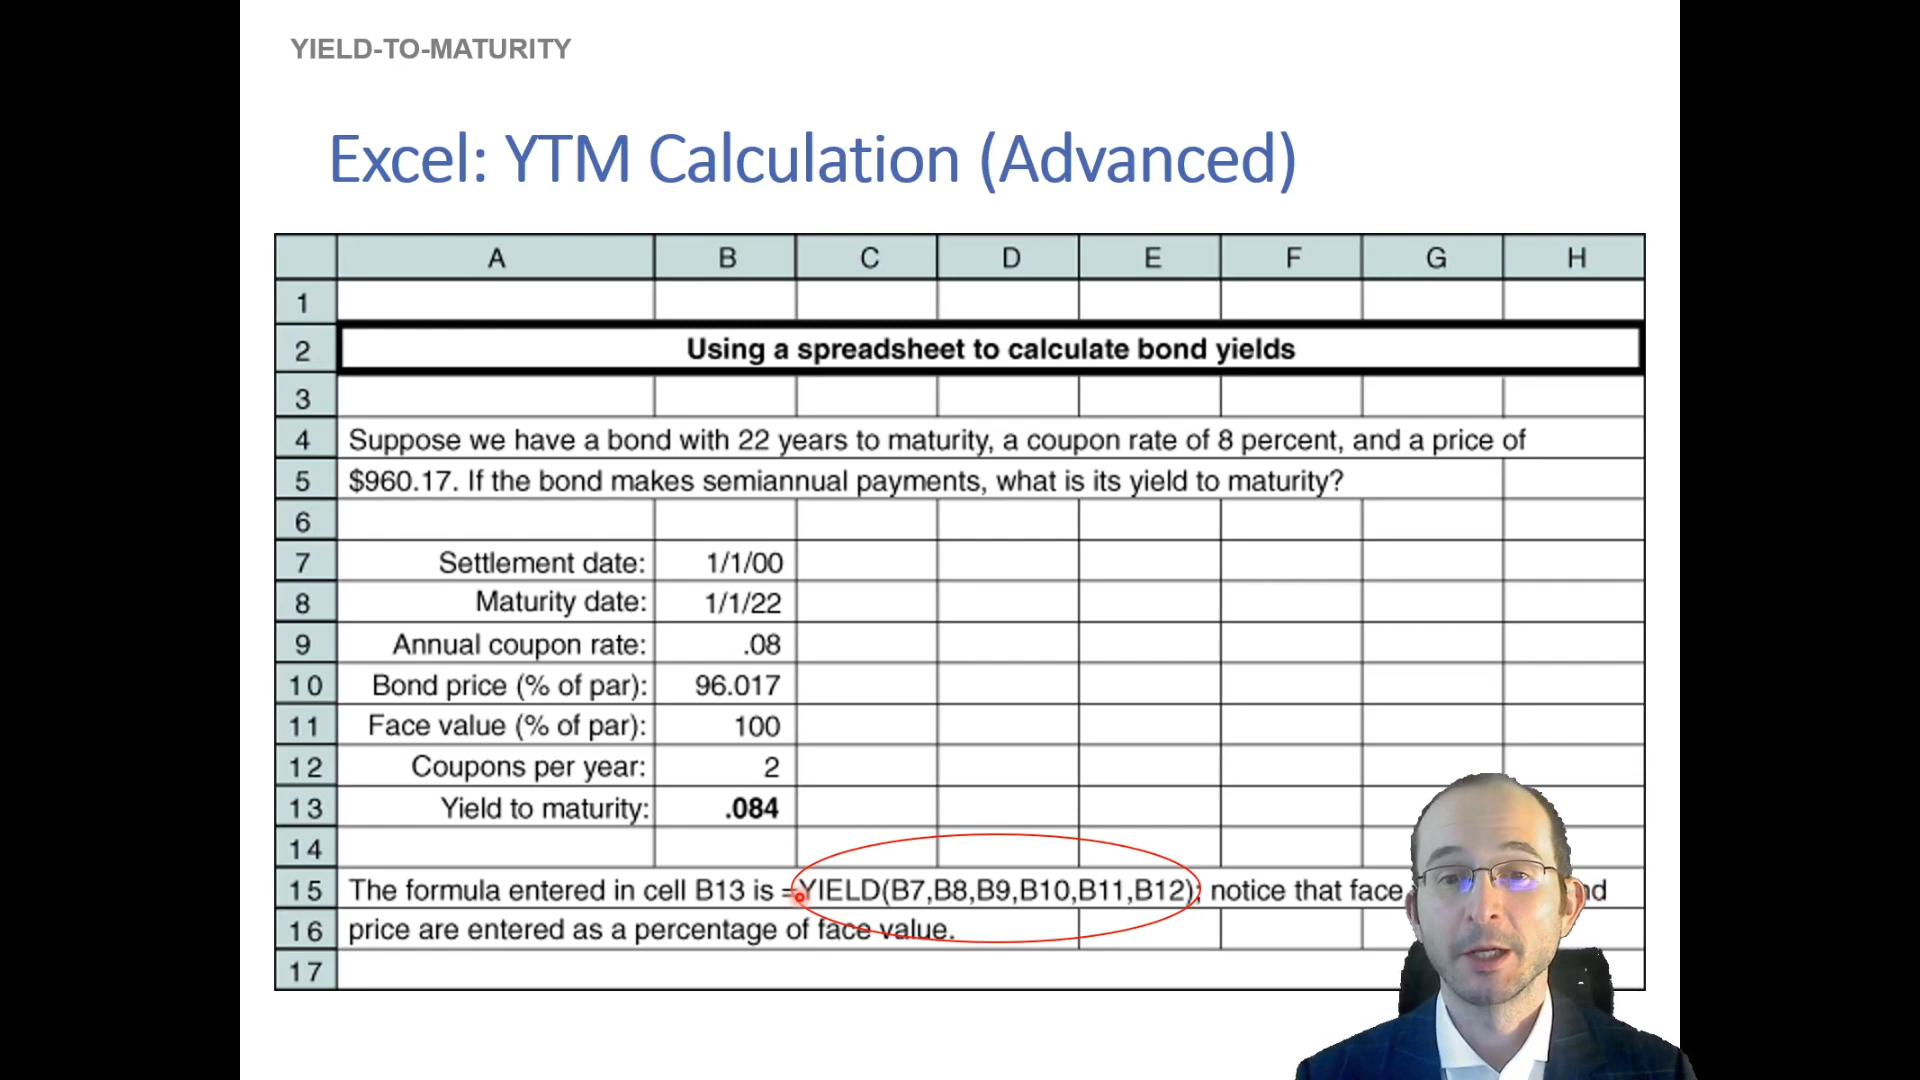 YIELD-TO-MATURITY
Excel: YTM Calculation (Advanced)
A B C D E F G H
1
2 Using a spreadsheet to calculate bond yields
3
4 Suppose we have a bond with 22 years to maturity, a coupon rate of 8 percent, and a price of
5 $960.17. If the bond makes semiannual payments, what is its yield to maturity?
6
7 Settlement date: 1/1/00
8 Maturity date: 1/1/22
9 Annual coupon rate: .08
10 Bond price (% of par): 96.017
11 Face value (% of par): 100
12 Coupons per year: 2
13 Yield to maturity: .084
14
15 The formula entered in cell B13 is =YIELD(B7,B8,B9,B10,B11,B12); notice that face
16 price are entered as a percentage of face value.
17